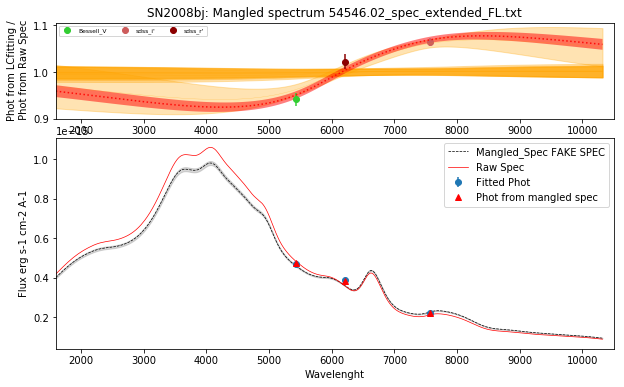 SN2008bj: Mangled spectrum 54546.02_spec_extended_FL.txt
Phot from LCfitting /
Phot from Raw Spec
1.1
1.0
0.9
Bessell_V
sdss_i'
sdss_r'
2000 3000 4000 5000 6000 7000 8000 9000 10000
Flux erg s-1 cm-2 A-1
1.0
0.8
0.6
0.4
0.2
Mangled_Spec FAKE SPEC
Raw Spec
Fitted Phot
Phot from mangled spec
2000 3000 4000 5000 6000 7000 8000 9000 10000
Wavelenght